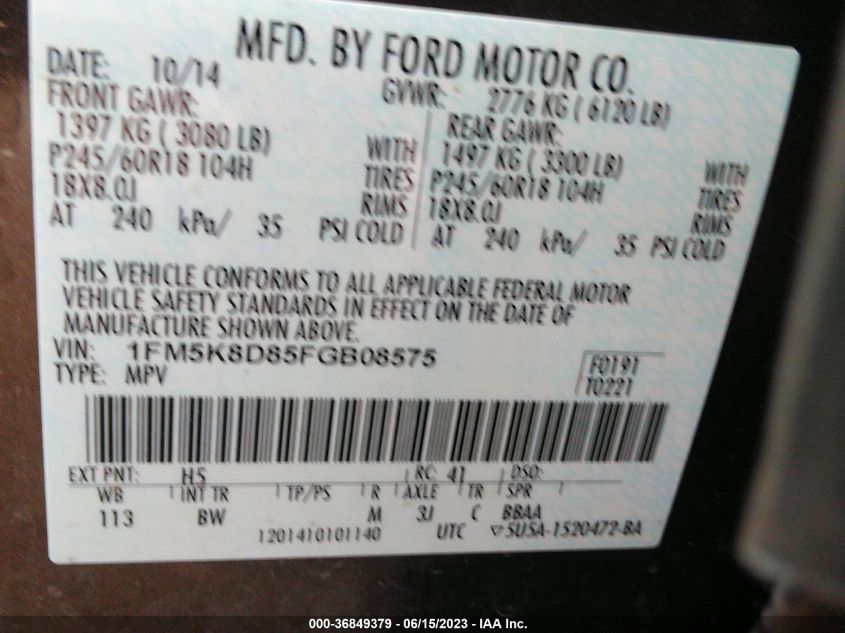 MFD. BY FORD MOTOR CO.
DATE: 10/14 GVWR: 2776 KG ( 6120 LB)
FRONT GAWR: REAR GAWR:
1397 KG ( 3080 LB) WITH 1497 KG ( 3300 LB) WITH
P245/60R18 104H TIRES P245/60R18 104H TIRES
18X8.0J RIMS 18X8.0J RIMS
AT 240 kPa/ 35 PSI COLD AT 240 kPa/ 35 PSI COLD
THIS VEHICLE CONFORMS TO ALL APPLICABLE FEDERAL MOTOR
VEHICLE SAFETY STANDARDS IN EFFECT ON THE DATE OF
MANUFACTURE SHOWN ABOVE.
VIN: 1FM5K8D85FGB08575 F0191
TYPE: MPV T0221
EXT PNT: H5 RC: 41 DSO:
WB INT TR TP/PS R AXLE TR SPR
113 BW M 3J C BBAA
1201410101140 UTC ▽5U5A-1520472-BA
000-36849379 - 06/15/2023 - IAA Inc.